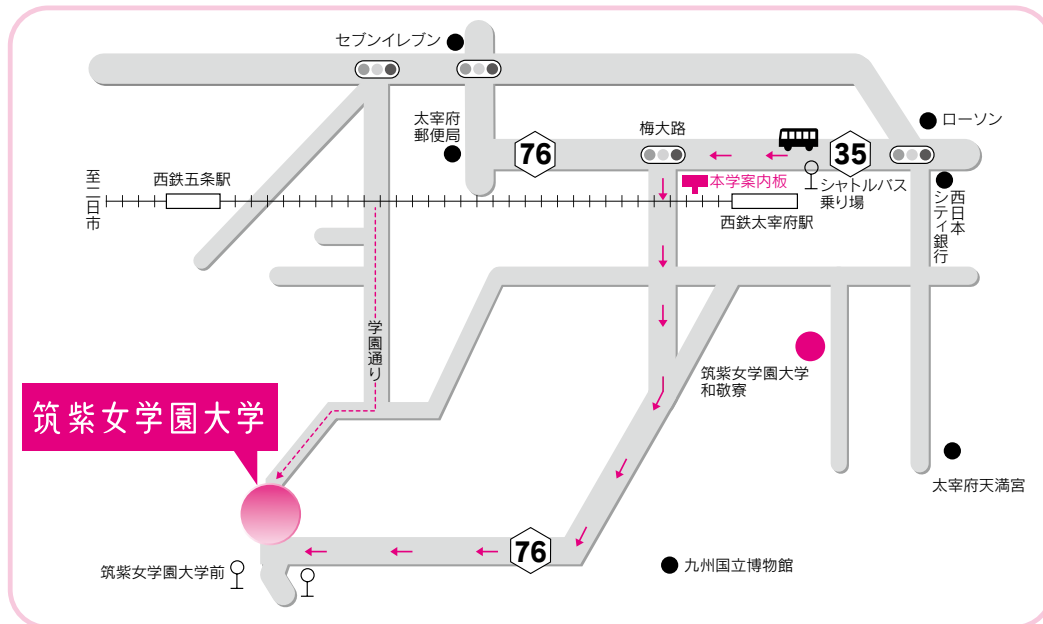 セブンイレブン
太宰府
郵便局
梅大路
ローソン
76
35
至二日市
西鉄五条駅
本学案内板
シャトルバス
乗り場
西鉄太宰府駅
西日本
シティ銀行
学園通り
筑紫女学園大学
和敬寮
筑紫女学園大学
太宰府天満宮
76
九州国立博物館
筑紫女学園大学前